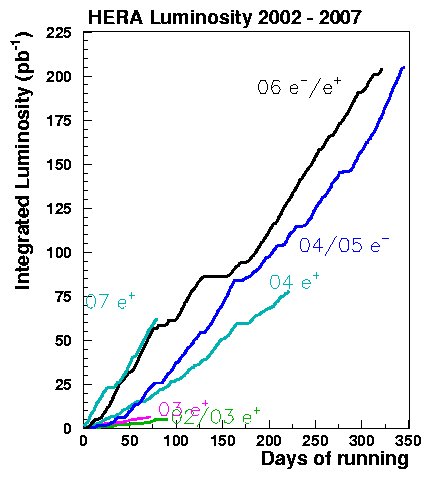 HERA Luminosity 2002 - 2007
Integrated Luminosity (pb⁻¹)
225
200
175
150
125
100
75
50
25
0
06 e⁻/e⁺
04/05 e⁻
04 e⁺
07 e⁺
03 e⁺
02/03 e⁺
0 50 100 150 200 250 300 350
Days of running